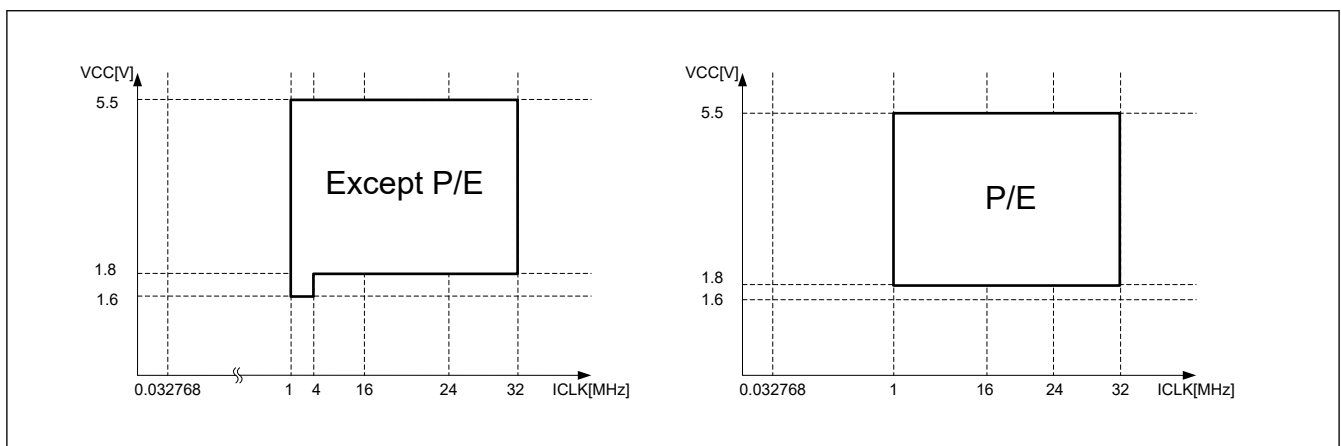 VCC[V]
5.5
Except P/E
1.8
1.6
0.032768 1 4 16 24 32 ICLK[MHz]
VCC[V]
5.5
P/E
1.8
1.6
0.032768 1 16 24 32 ICLK[MHz]